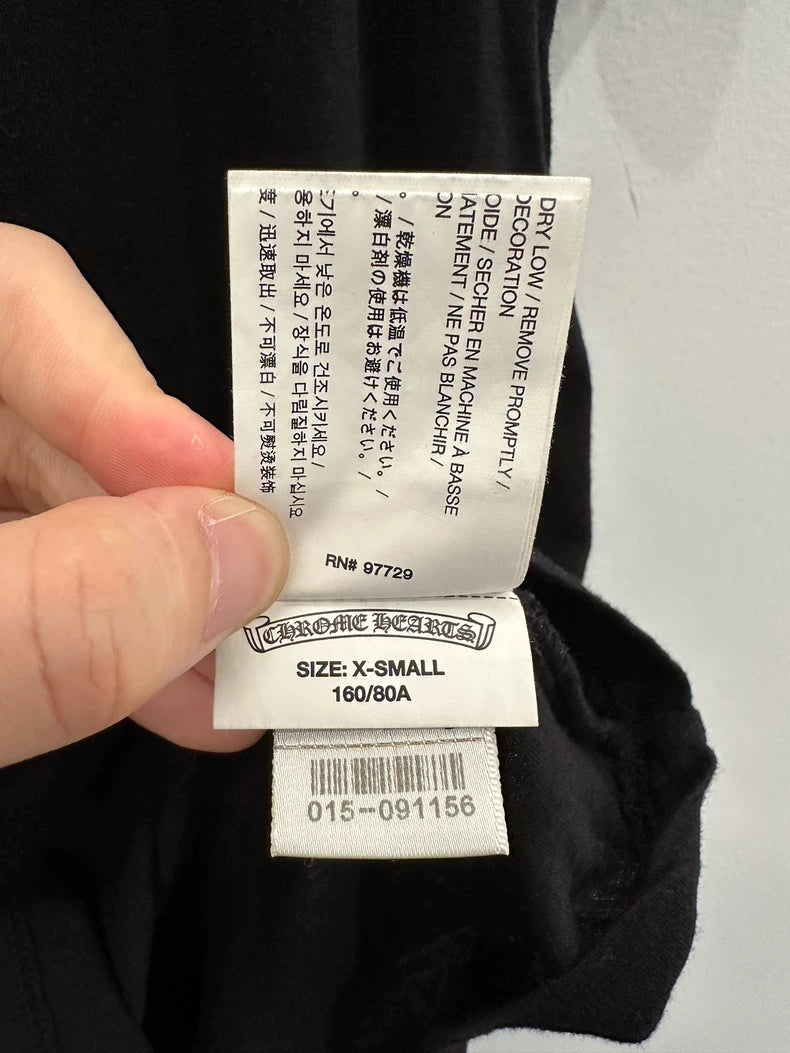 DRY LOW / REMOVE PROMPTLY /
DECORATION
OIDE / SECHER EN MACHINE À BASSE
ATEMENT / NE PAS BLANCHIR /
ON
。/ 乾燥機は低温でご使用ください。/
/ 漂白剤の使用はお避けください。/
。
기에서 낮은 온도로 건조시키세요 /
용하지 마세요 / 장식을 다림질하지 마십시오
度 / 迅速取出 / 不可漂白 / 不可熨烫装饰
RN# 97729
CHROME HEARTS
SIZE: X-SMALL
160/80A
015--091156